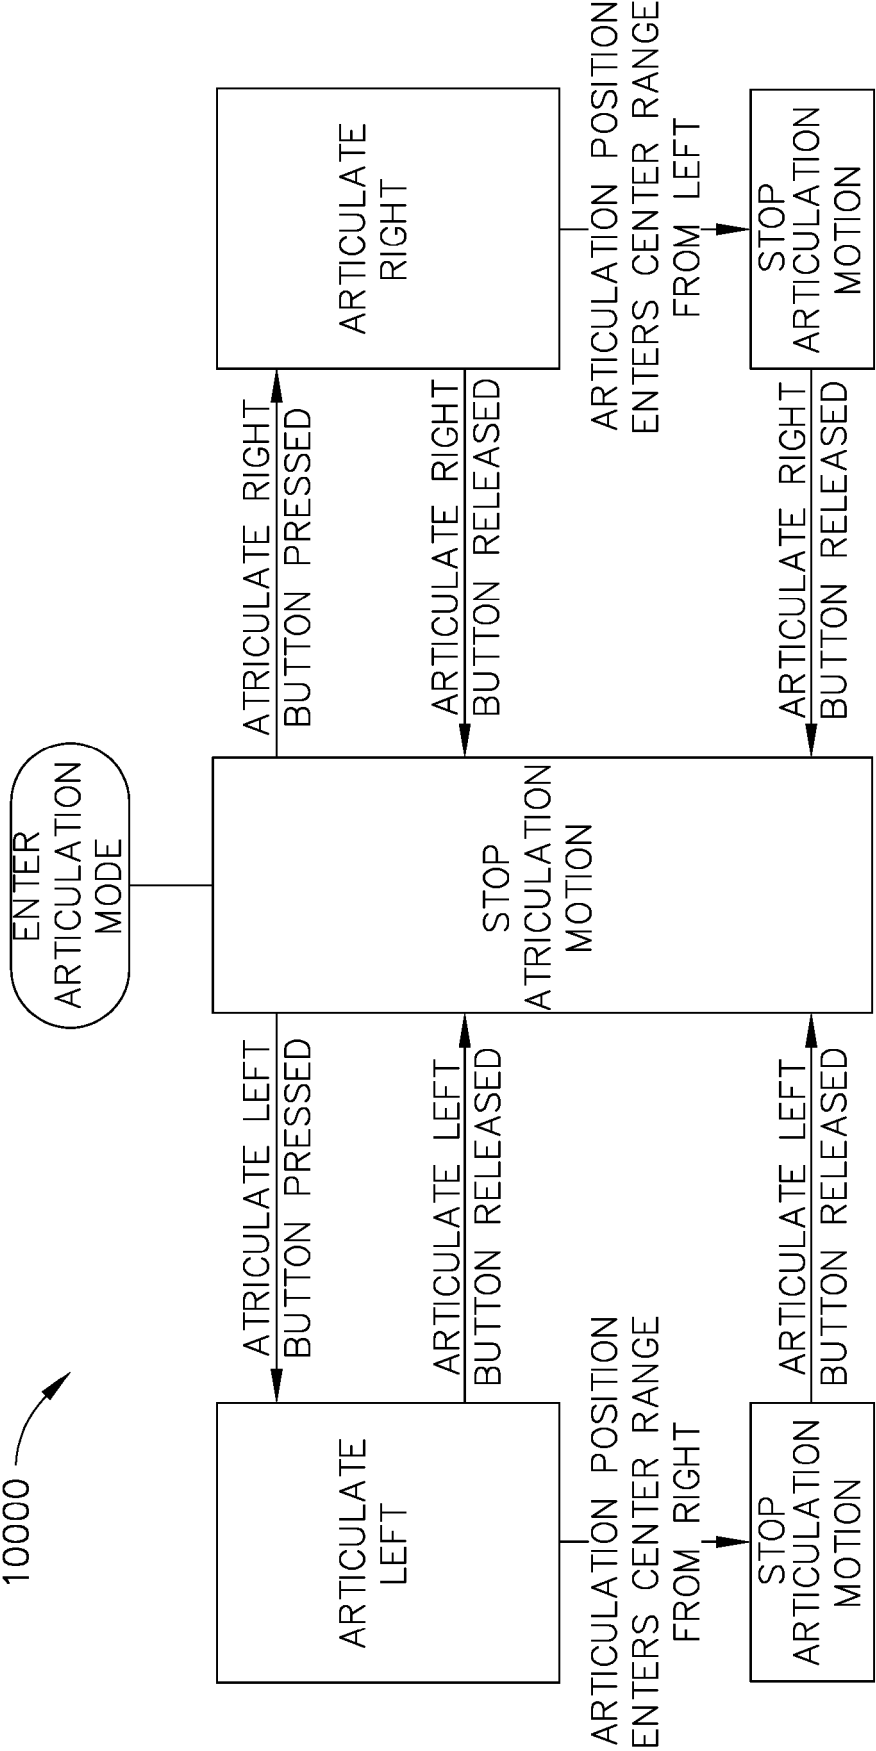 10000
ENTER
ARTICULATION
MODE
ATRICULATE LEFT
BUTTON PRESSED
ATRICULATE RIGHT
BUTTON PRESSED
ARTICULATE
LEFT
ARTICULATE LEFT
BUTTON RELEASED
STOP
ATRICULATION
MOTION
ARTICULATE RIGHT
BUTTON RELEASED
ARTICULATE
RIGHT
ARTICULATION POSITION
ENTERS CENTER RANGE
FROM RIGHT
ARTICULATION POSITION
ENTERS CENTER RANGE
FROM LEFT
STOP
ARTICULATION
MOTION
ARTICULATE LEFT
BUTTON RELEASED
ARTICULATE RIGHT
BUTTON RELEASED
STOP
ARTICULATION
MOTION